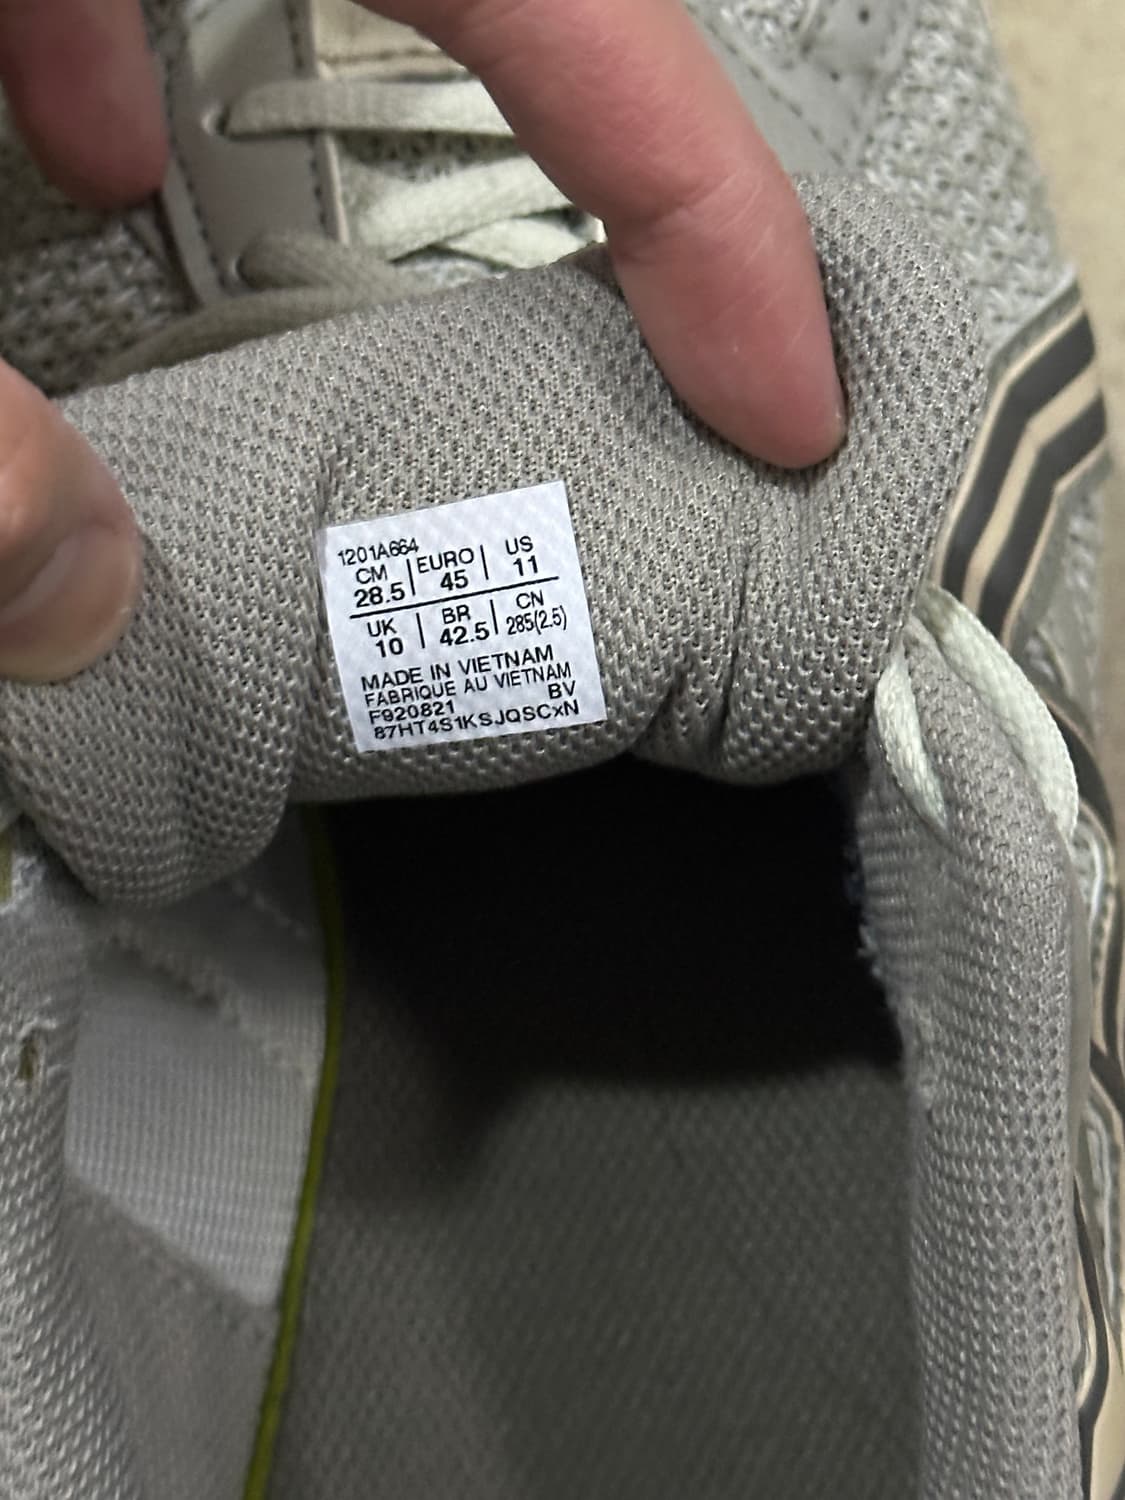 1201A664
CM EURO US
28.5 45 11
UK BR CN
10 42.5 285(2.5)
MADE IN VIETNAM
FABRIQUE AU VIETNAM
F920821 BV
87HT4S1KSJQSCxN